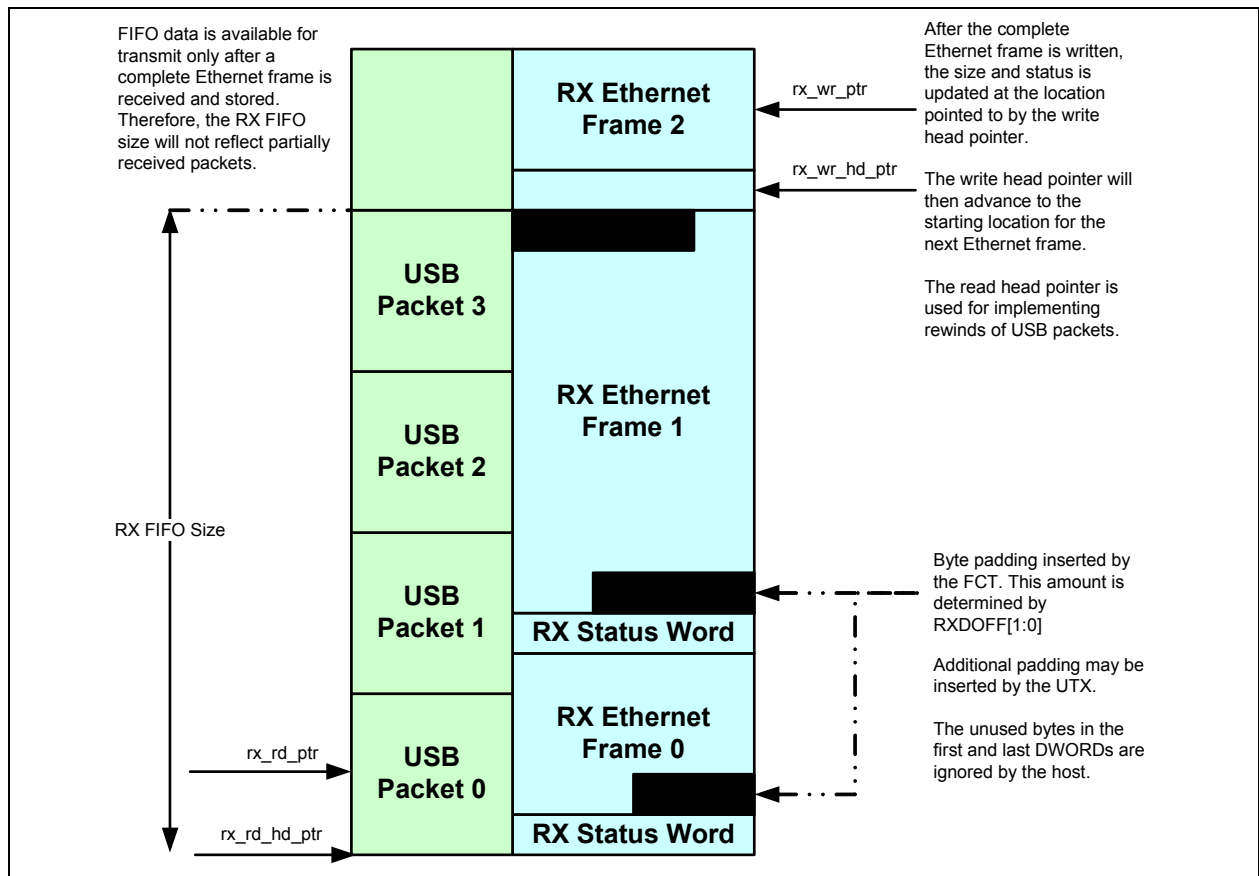 FIFO data is available for
transmit only after a
complete Ethernet frame is
received and stored.
Therefore, the RX FIFO
size will not reflect partially
received packets.
RX FIFO Size
rx_rd_ptr
rx_rd_hd_ptr
USB
Packet 3
USB
Packet 2
USB
Packet 1
USB
Packet 0
RX Ethernet
Frame 2
RX Ethernet
Frame 1
RX Status Word
RX Ethernet
Frame 0
RX Status Word
rx_wr_ptr
rx_wr_hd_ptr
After the complete
Ethernet frame is written,
the size and status is
updated at the location
pointed to by the write
head pointer.
The write head pointer will
then advance to the
starting location for the
next Ethernet frame.
The read head pointer is
used for implementing
rewinds of USB packets.
Byte padding inserted by
the FCT. This amount is
determined by
RXDOFF[1:0]
Additional padding may be
inserted by the UTX.
The unused bytes in the
first and last DWORDs are
ignored by the host.